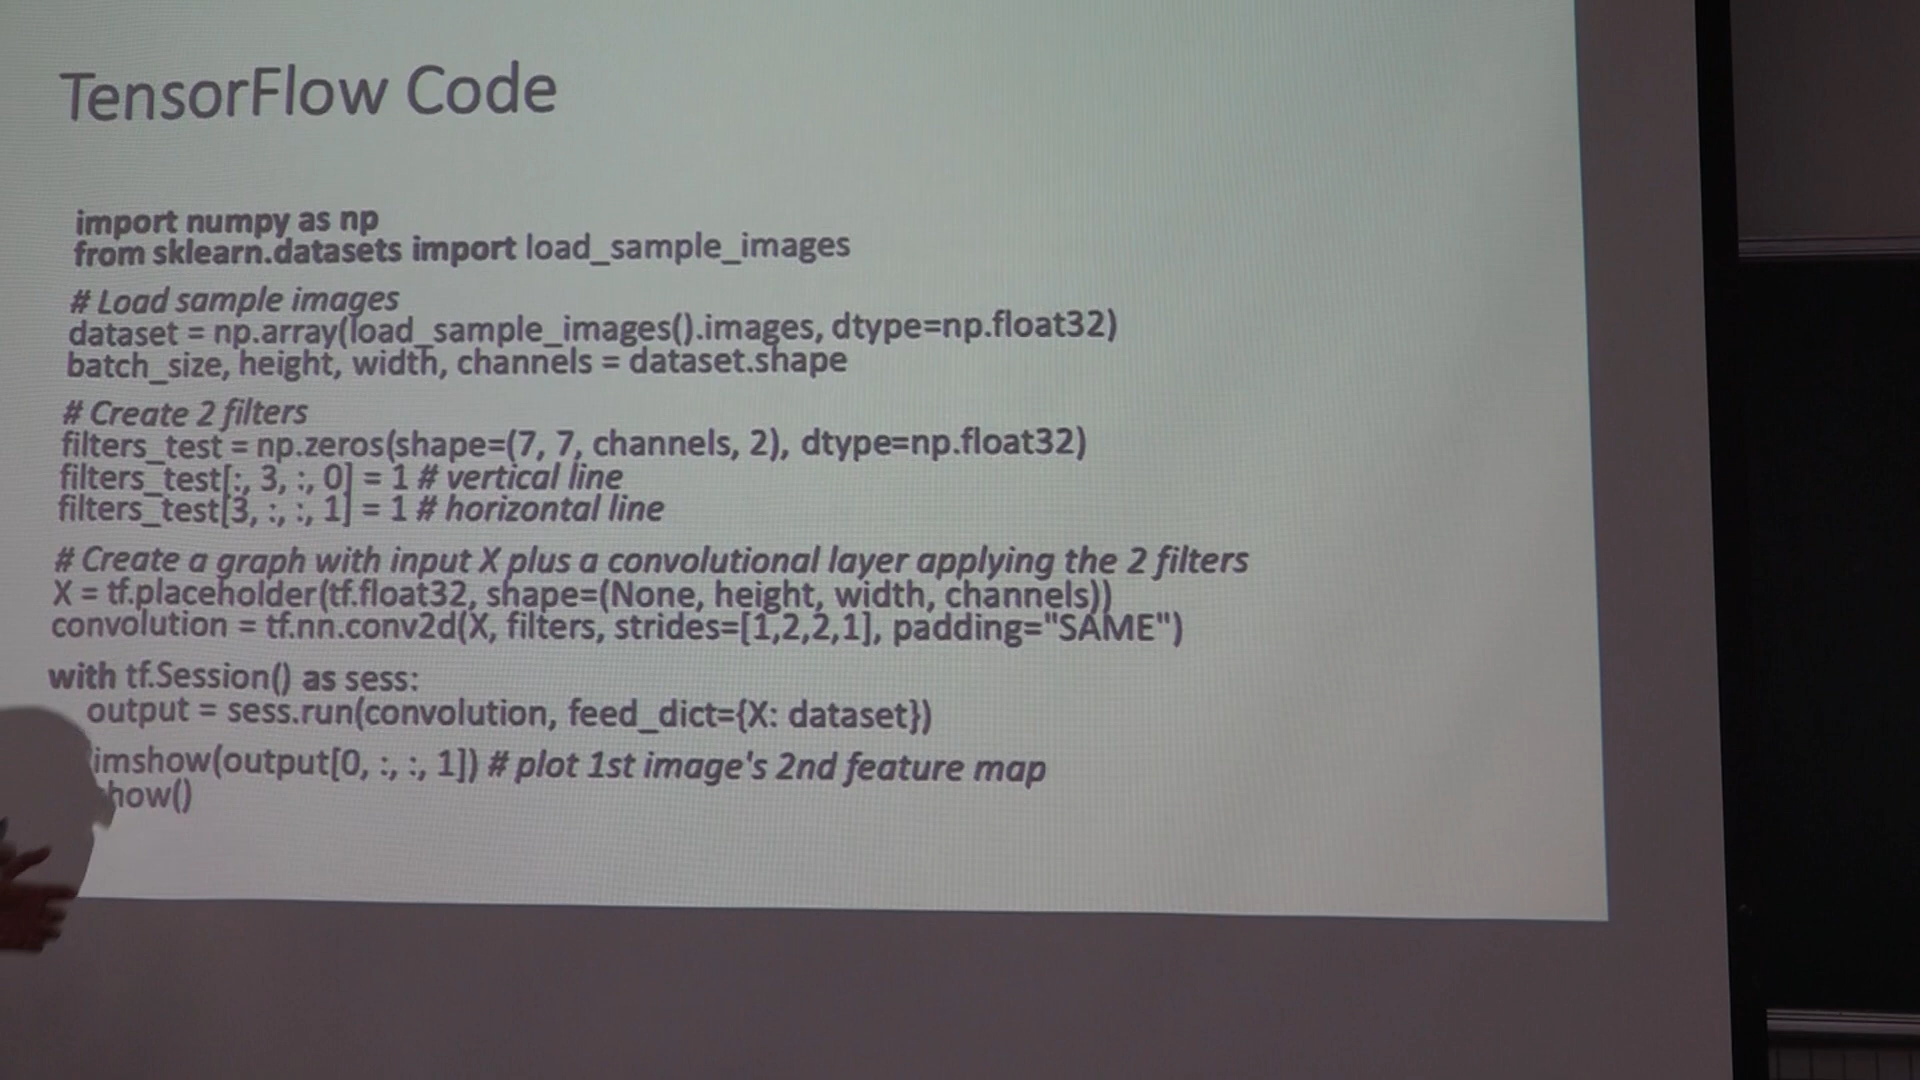 TensorFlow Code
import numpy as np
from sklearn.datasets import load_sample_images
# Load sample images
dataset = np.array(load_sample_images().images, dtype=np.float32)
batch_size, height, width, channels = dataset.shape
# Create 2 filters
filters_test = np.zeros(shape=(7, 7, channels, 2), dtype=np.float32)
filters_test[:, 3, :, 0] = 1 # vertical line
filters_test[3, :, :, 1] = 1 # horizontal line
# Create a graph with input X plus a convolutional layer applying the 2 filters
X = tf.placeholder(tf.float32, shape=(None, height, width, channels))
convolution = tf.nn.conv2d(X, filters, strides=[1,2,2,1], padding="SAME")
with tf.Session() as sess:
output = sess.run(convolution, feed_dict={X: dataset})
imshow(output[0, :, :, 1]) # plot 1st image's 2nd feature map
how()